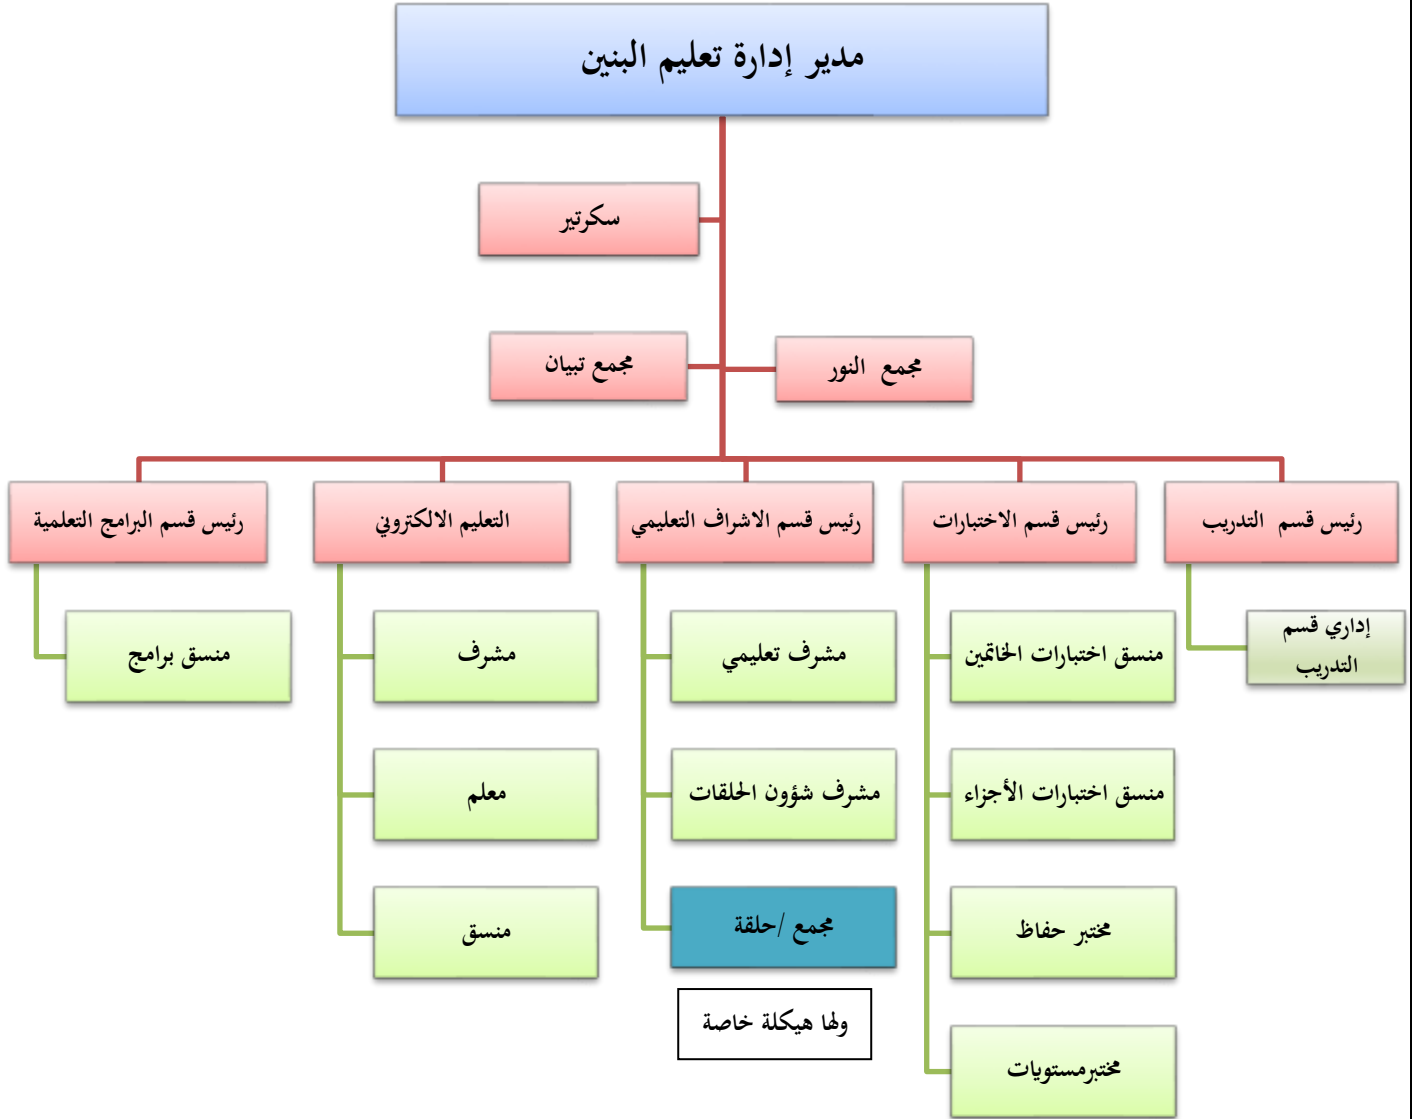 مدير إدارة تعليم البنين
سكرتير
مجمع النور
مجمع تبيان
رئيس قسم التدريب
رئيس قسم الاختبارات
رئيس قسم الاشراف التعليمي
التعليم الالكتروني
رئيس قسم البرامج التعلمية
إداري قسم
التدريب
منسق اختبارات الخاتمين
مشرف تعليمي
مشرف
منسق برامج
منسق اختبارات الأجزاء
مشرف شؤون الحلقات
معلم
مختبر حفاظ
مجمع /حلقة
منسق
ولها هيكلة خاصة
مختبرمستويات